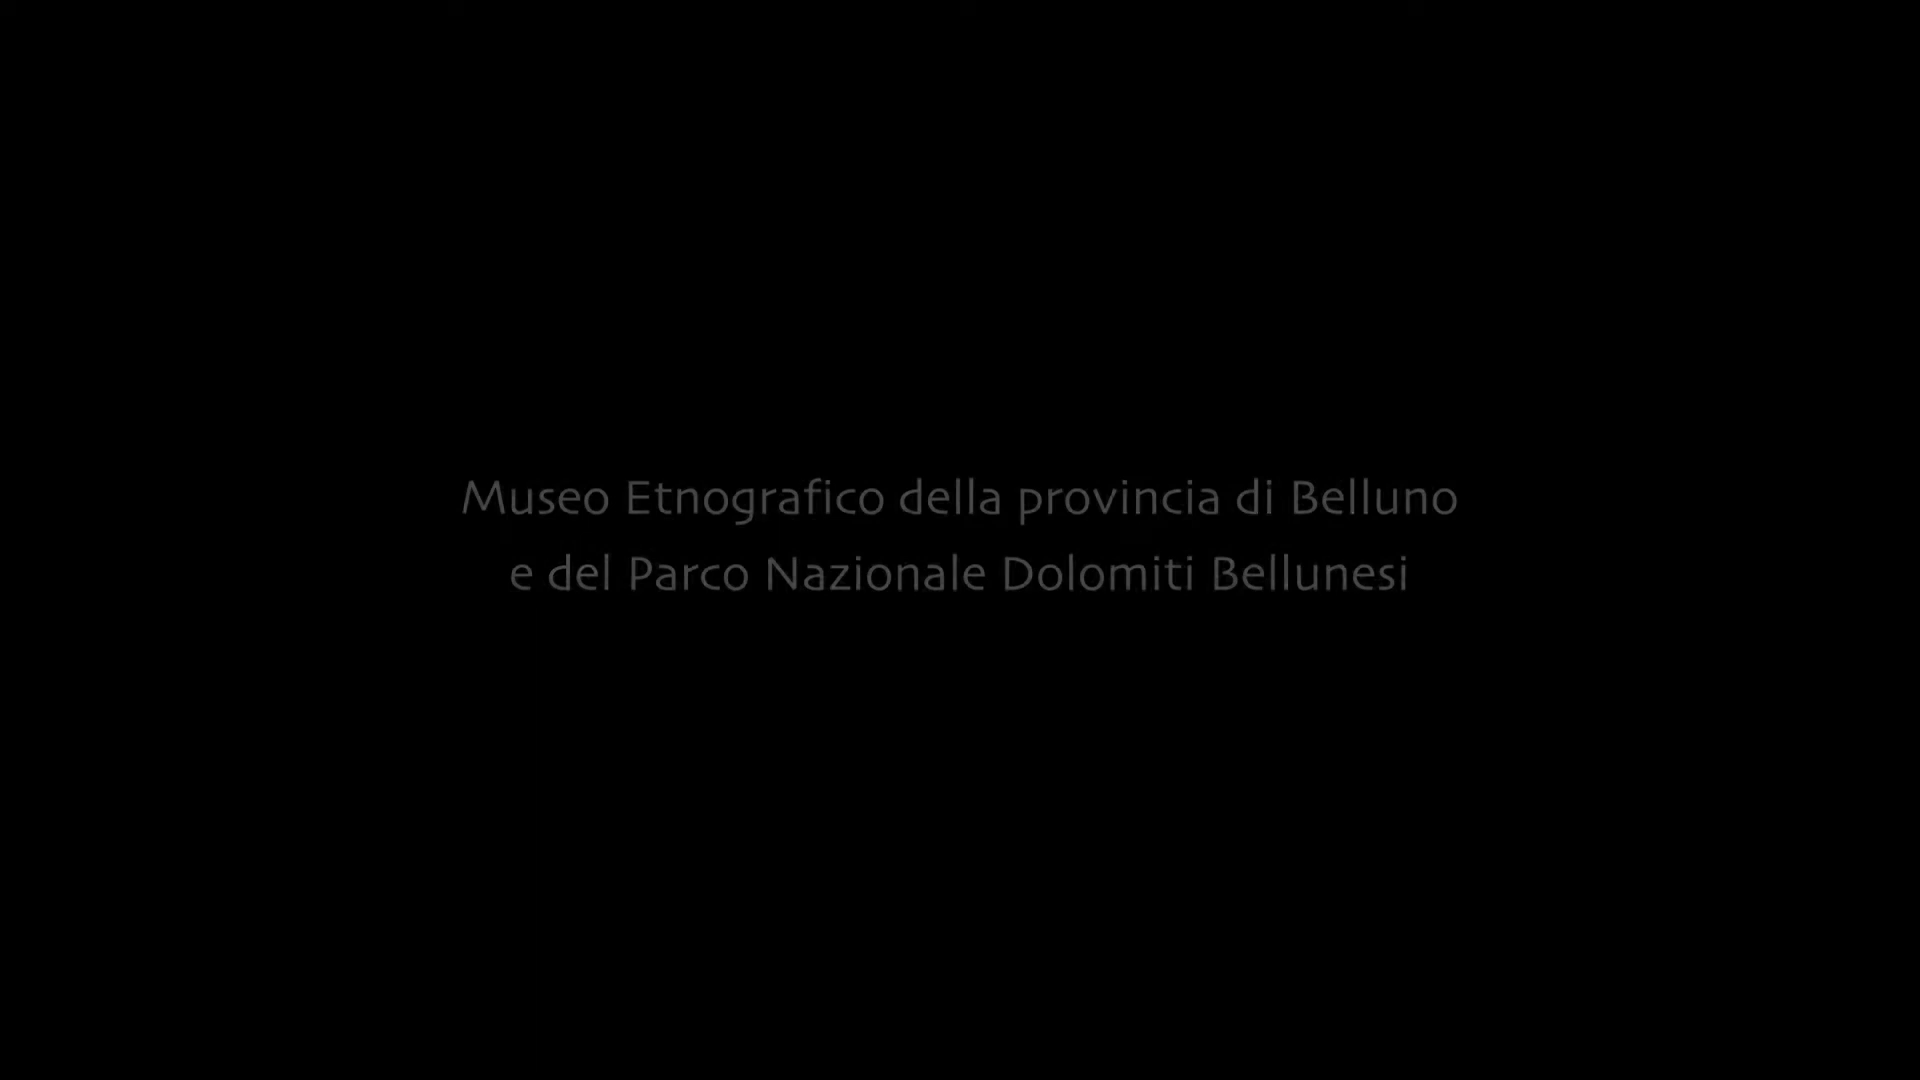 Museo Etnografico della provincia di Belluno
e del Parco Nazionale Dolomiti Bellunesi